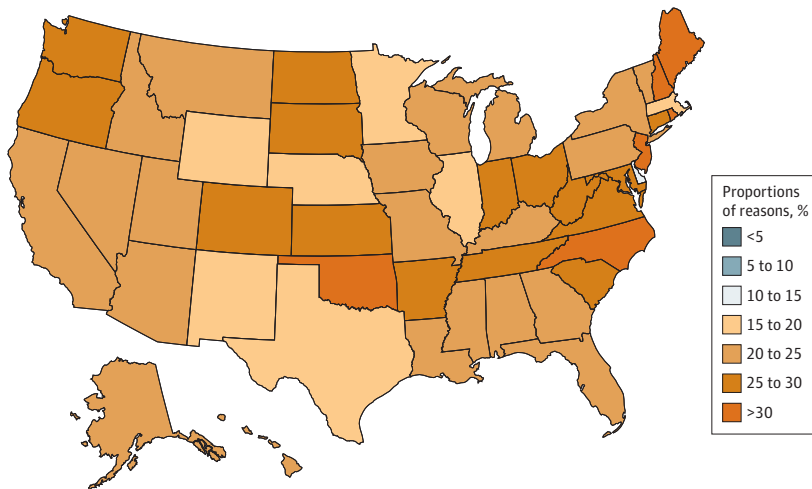 Proportions
of reasons, %
<5
5 to 10
10 to 15
15 to 20
20 to 25
25 to 30
>30